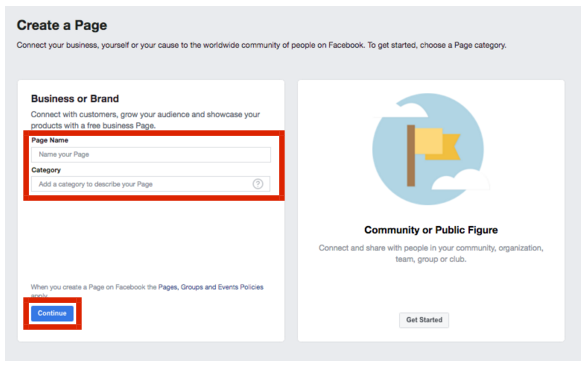 Create a Page
Connect your business, yourself or your cause to the worldwide community of people on Facebook. To get started, choose a Page category.
Business or Brand
Connect with customers, grow your audience and showcase your
products with a free business Page.
Page Name
Name your Page
Category
Add a category to describe your Page
?
When you create a Page on Facebook the Pages, Groups and Events Policies
apply.
Continue
Community or Public Figure
Connect and share with people in your community, organization,
team, group or club.
Get Started